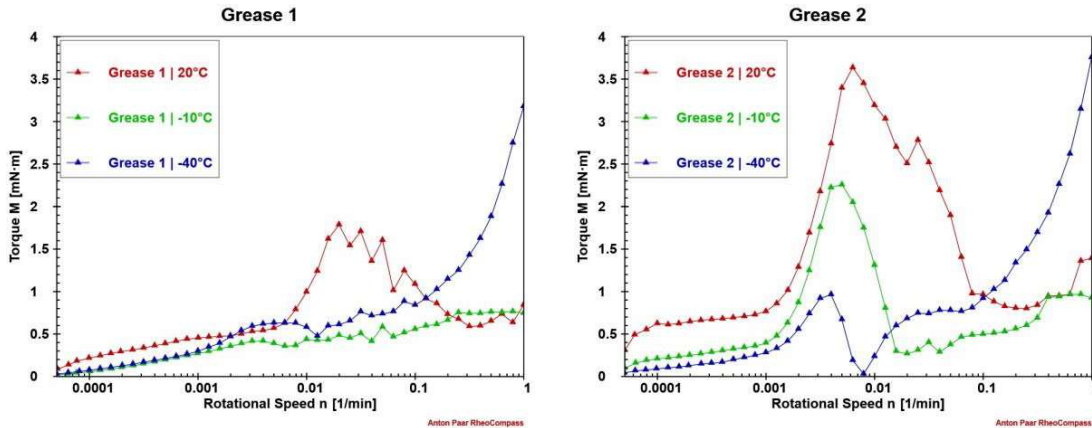 Grease 1
4
3.5
3
2.5
2
1.5
1
0.5
0
Torque M [mN·m]
Grease 1 | 20°C
Grease 1 | -10°C
Grease 1 | -40°C
0.0001 0.001 0.01 0.1 1
Rotational Speed n [1/min]
Anton Paar RheoCompass
Grease 2
4
3.5
3
2.5
2
1.5
1
0.5
0
Torque M [mN·m]
Grease 2 | 20°C
Grease 2 | -10°C
Grease 2 | -40°C
0.0001 0.001 0.01 0.1
Rotational Speed n [1/min]
Anton Paar RheoCompass